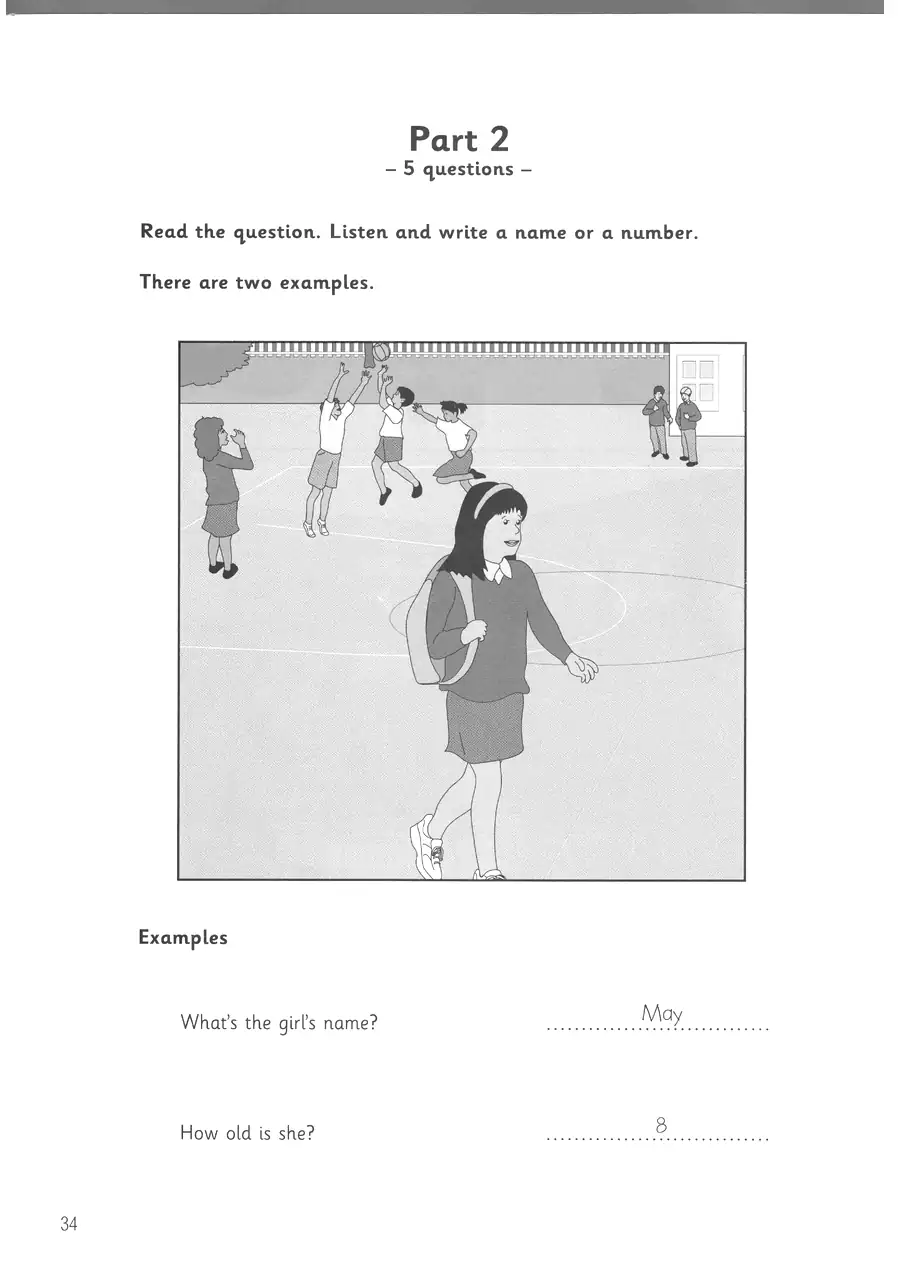 Part 2
– 5 questions –
Read the question. Listen and write a name or a number.
There are two examples.
Examples
What's the girl's name? ................................ May
How old is she? ................................ 8
34